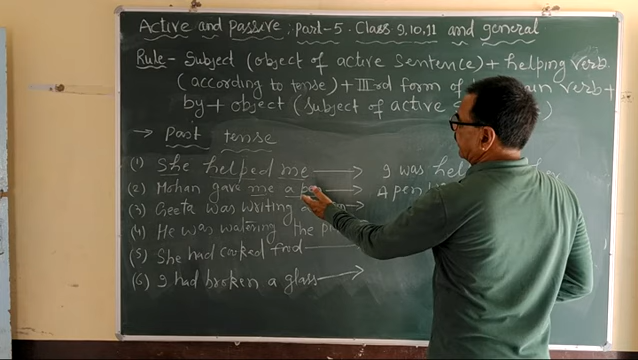 Active and Passive, Part-5. Class 9,10,11 and general
Rule- Subject (object of active Sentence) + helping verb
(according to tense) + IIIrd form of verb +
by + object (subject of active )
→ Past tense
(1) She helped me → I was
(2) Mohan gave me a → A pen
(3) Geeta was writing →
(4) He was watering the
(5) She had cooked food
(6) I had broken a glass →